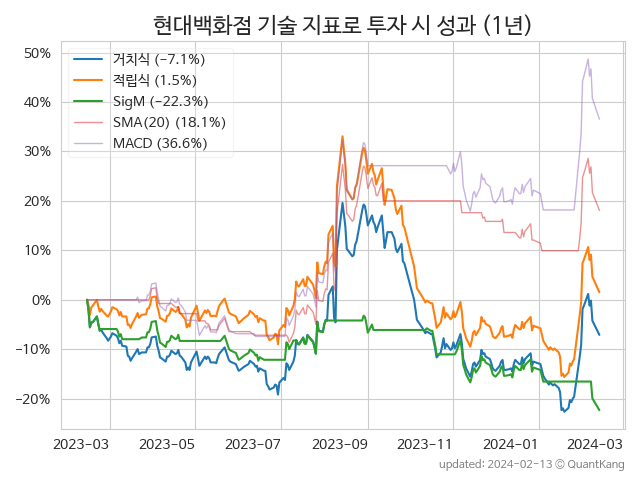 현대백화점 기술 지표로 투자 시 성과 (1년)
거치식 (−7.1%)
적립식 (1.5%)
SigM (−22.3%)
SMA(20) (18.1%)
MACD (36.6%)
50%
40%
30%
20%
10%
0%
−10%
−20%
2023-03 2023-05 2023-07 2023-09 2023-11 2024-01 2024-03
updated: 2024-02-13 ⓒ QuantKang